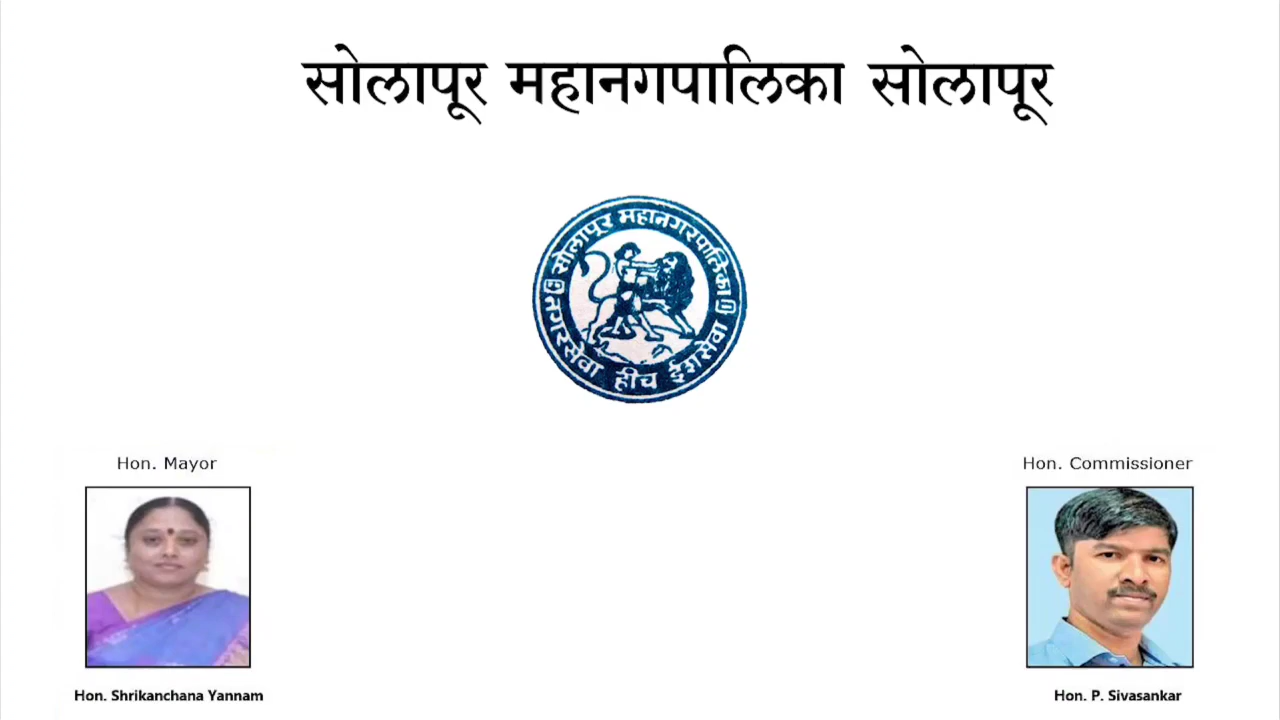 सोलापूर महानगपालिका सोलापूर
सोलापूर महानगरपालिका
नगरसेवा हीच ईशसेवा
Hon. Mayor
Hon. Commissioner
Hon. Shrikanchana Yannam
Hon. P. Sivasankar